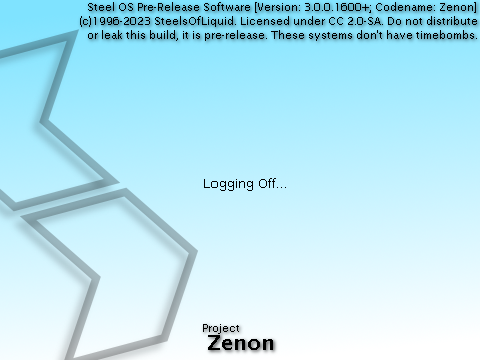 Steel OS Pre-Release Software [Version: 3.0.0.1600+; Codename: Zenon]
(c)1996-2023 SteelsOfLiquid. Licensed under CC 2.0-SA. Do not distribute
or leak this build, it is pre-release. These systems don't have timebombs.
Logging Off...
Project
Zenon